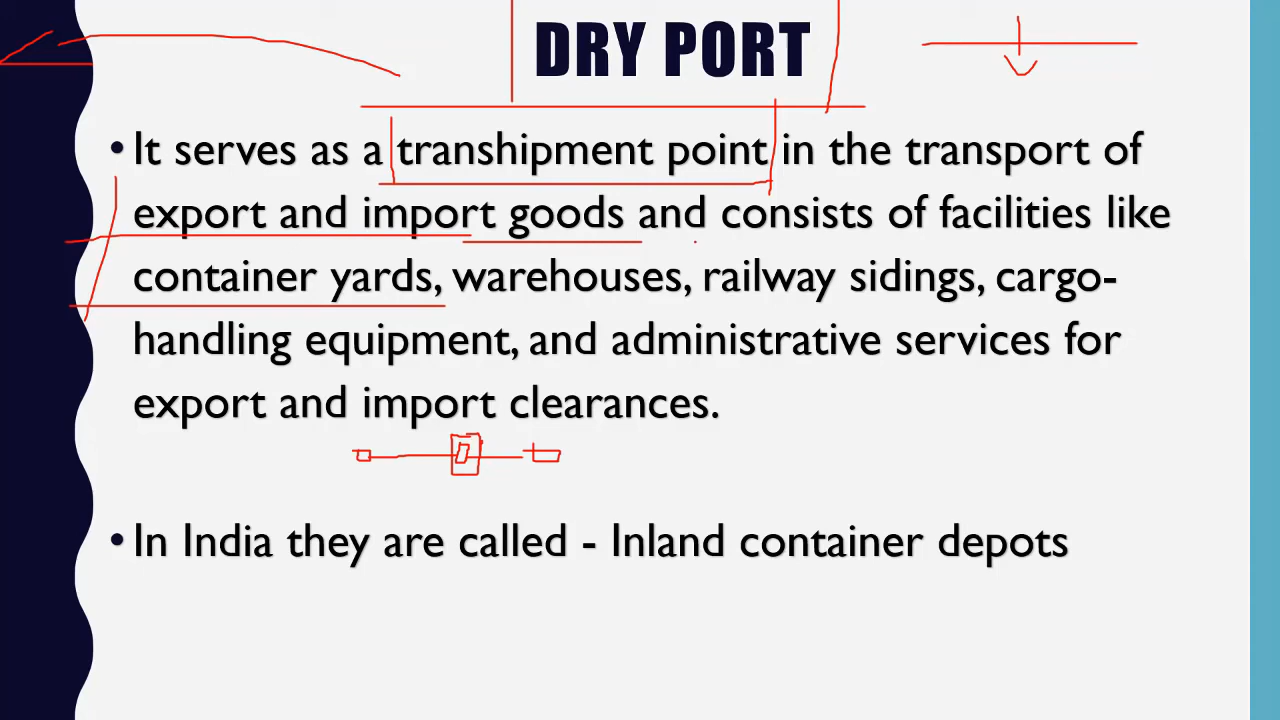 DRY PORT
• It serves as a transhipment point in the transport of
export and import goods and consists of facilities like
container yards, warehouses, railway sidings, cargo-
handling equipment, and administrative services for
export and import clearances.
• In India they are called - Inland container depots